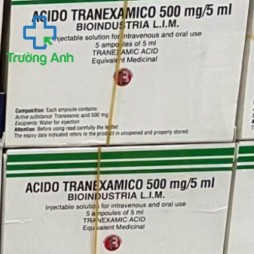 Trường Anh
ACIDO TRANEXAMICO 500 mg/5 ml
BIOINDUSTRIA L.I.M.
Injectable solution for intravenous and oral use
5 ampoules of 5 ml
TRANEXAMIC ACID
Equivalent Medicinal
Composition: Each ampoule contains:
Active substance: Tranexamic acid 500 mg
Excipients: Water for injection
Attention: Before using read carefully the leaflet
The expiry date indicated refers to the product in unopened and properly stored.
ACIDO TRANEXAMICO 500 mg/5 ml
BIOINDUSTRIA L.I.M.
Injectable solution for intravenous and oral use
5 ampoules of 5 ml
TRANEXAMIC ACID
Equivalent Medicinal